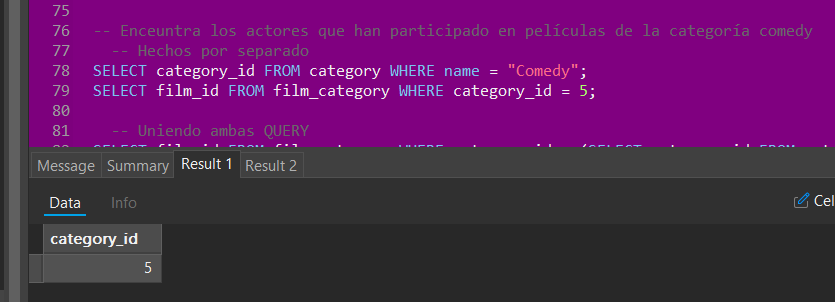 75
76 -- Enceuntra los actores que han participado en películas de la categoría comedy
77 -- Hechos por separado
78 SELECT category_id FROM category WHERE name = "Comedy";
79 SELECT film_id FROM film_category WHERE category_id = 5;
80
81 -- Uniendo ambas QUERY
Message Summary Result 1 Result 2
Data Info Cel
category_id
5